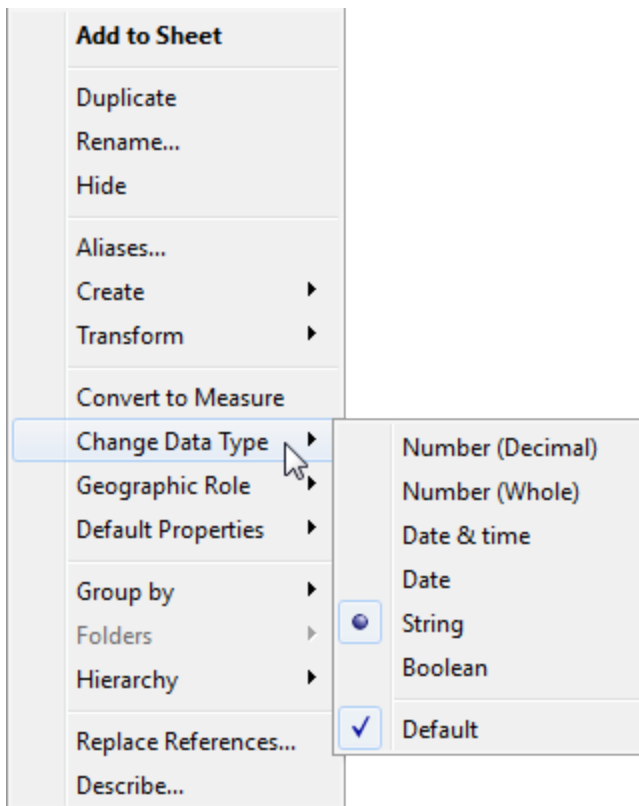 Add to Sheet
Duplicate
Rename...
Hide
Aliases...
Create
Transform
Convert to Measure
Change Data Type
Geographic Role
Default Properties
Group by
Folders
Hierarchy
Replace References...
Describe...
Number (Decimal)
Number (Whole)
Date & time
Date
String
Boolean
Default